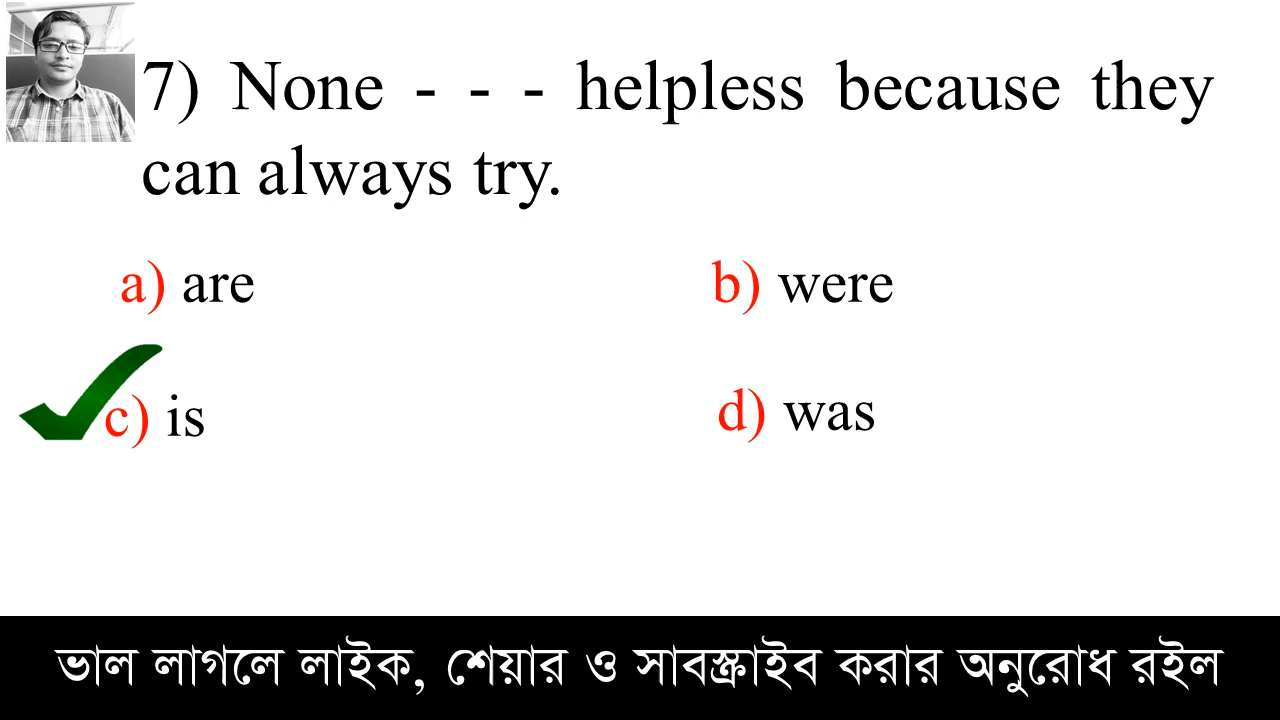 7) None - - - helpless because they
can always try.
a) are
b) were
c) is
d) was
ভাল লাগলে লাইক, শেয়ার ও সাবস্ক্রাইব করার অনুরোধ রইল